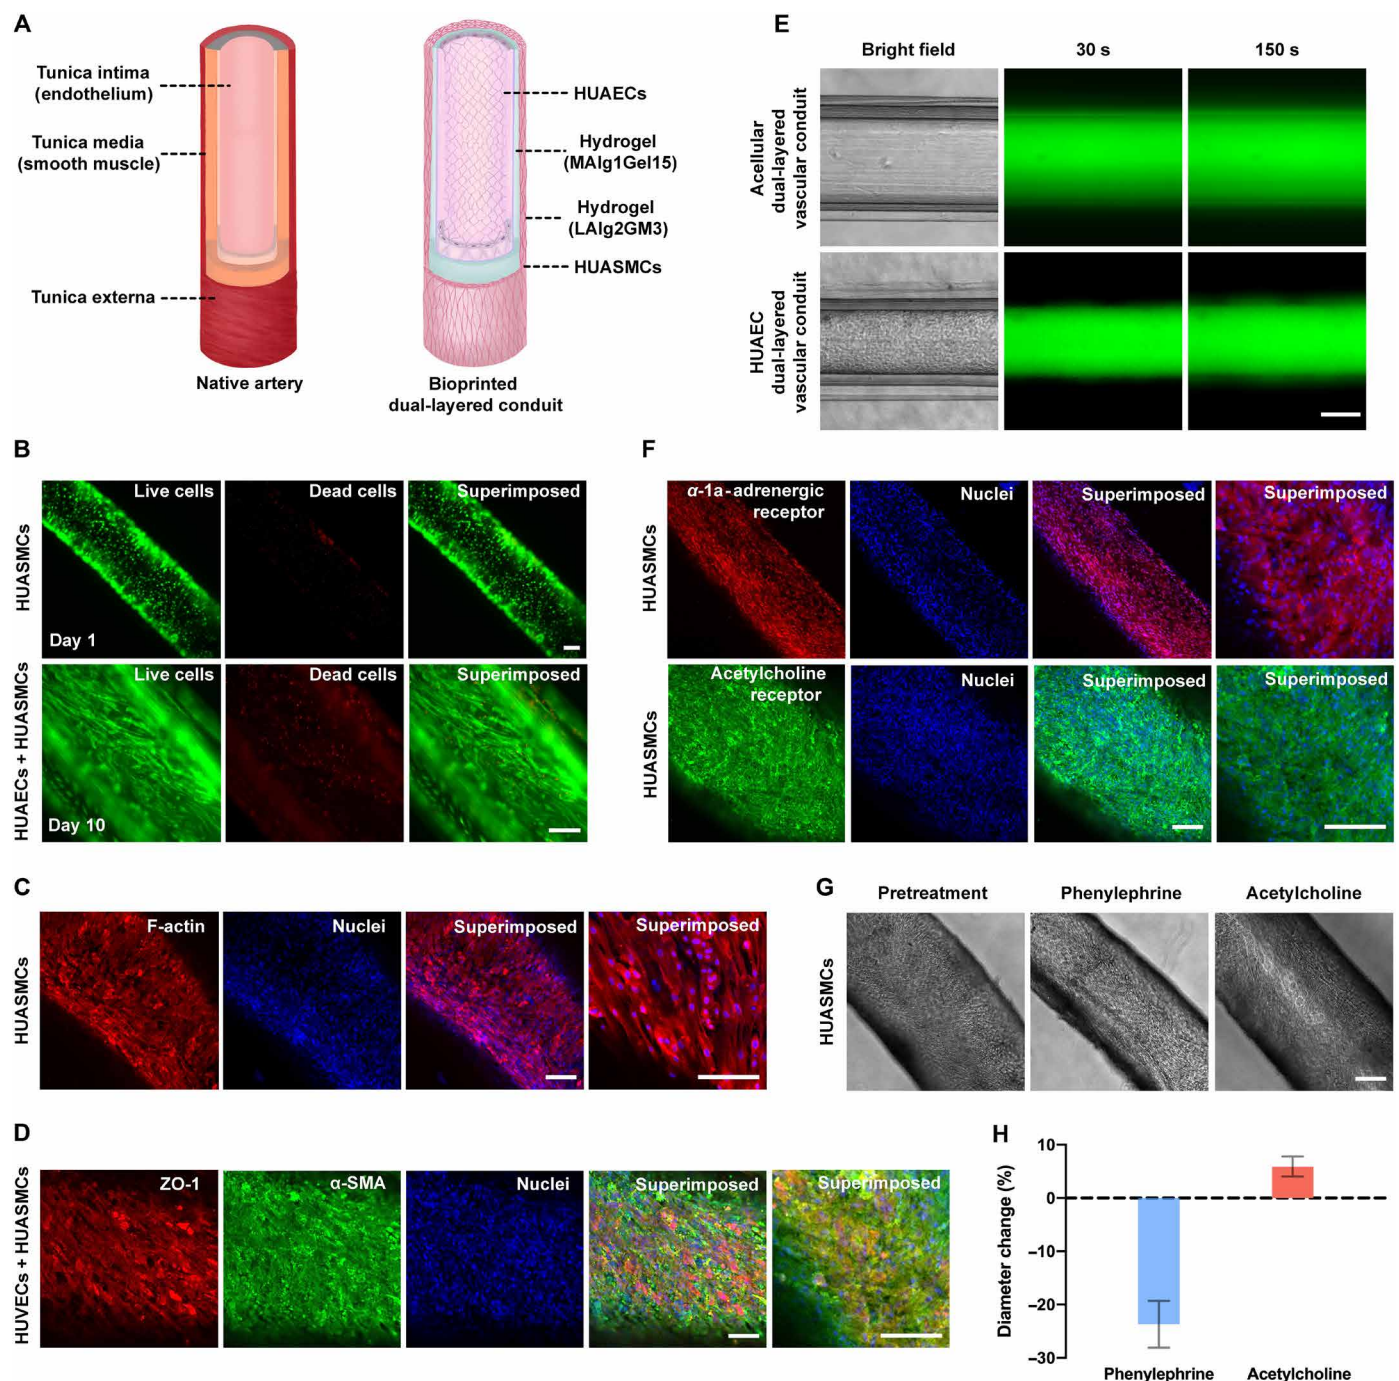 A
Tunica intima
(endothelium)
Tunica media
(smooth muscle)
Tunica externa
Native artery
HUAECs
Hydrogel
(MAlg1Gel15)
Hydrogel
(LAlg2GM3)
HUASMCs
Bioprinted
dual-layered conduit
E
Bright field
30 s
150 s
Acellular
dual-layered
vascular conduit
HUAEC
dual-layered
vascular conduit
B
HUASMCs
Live cells
Dead cells
Superimposed
Day 1
HUAECs + HUASMCs
Live cells
Dead cells
Superimposed
Day 10
F
HUASMCs
α-1a-adrenergic
receptor
Nuclei
Superimposed
Superimposed
HUASMCs
Acetylcholine
receptor
Nuclei
Superimposed
Superimposed
C
HUASMCs
F-actin
Nuclei
Superimposed
Superimposed
G
Pretreatment
Phenylephrine
Acetylcholine
HUASMCs
D
HUVECs + HUASMCs
ZO-1
α-SMA
Nuclei
Superimposed
Superimposed
H
Diameter change (%)
10
0
–10
–20
–30
Phenylephrine
Acetylcholine